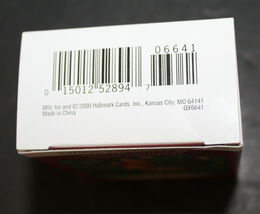 06641
0 15012 52894 7
Mfd. for and © 2000 Hallmark Cards, Inc., Kansas City, MO 64141
Made in China QX6641